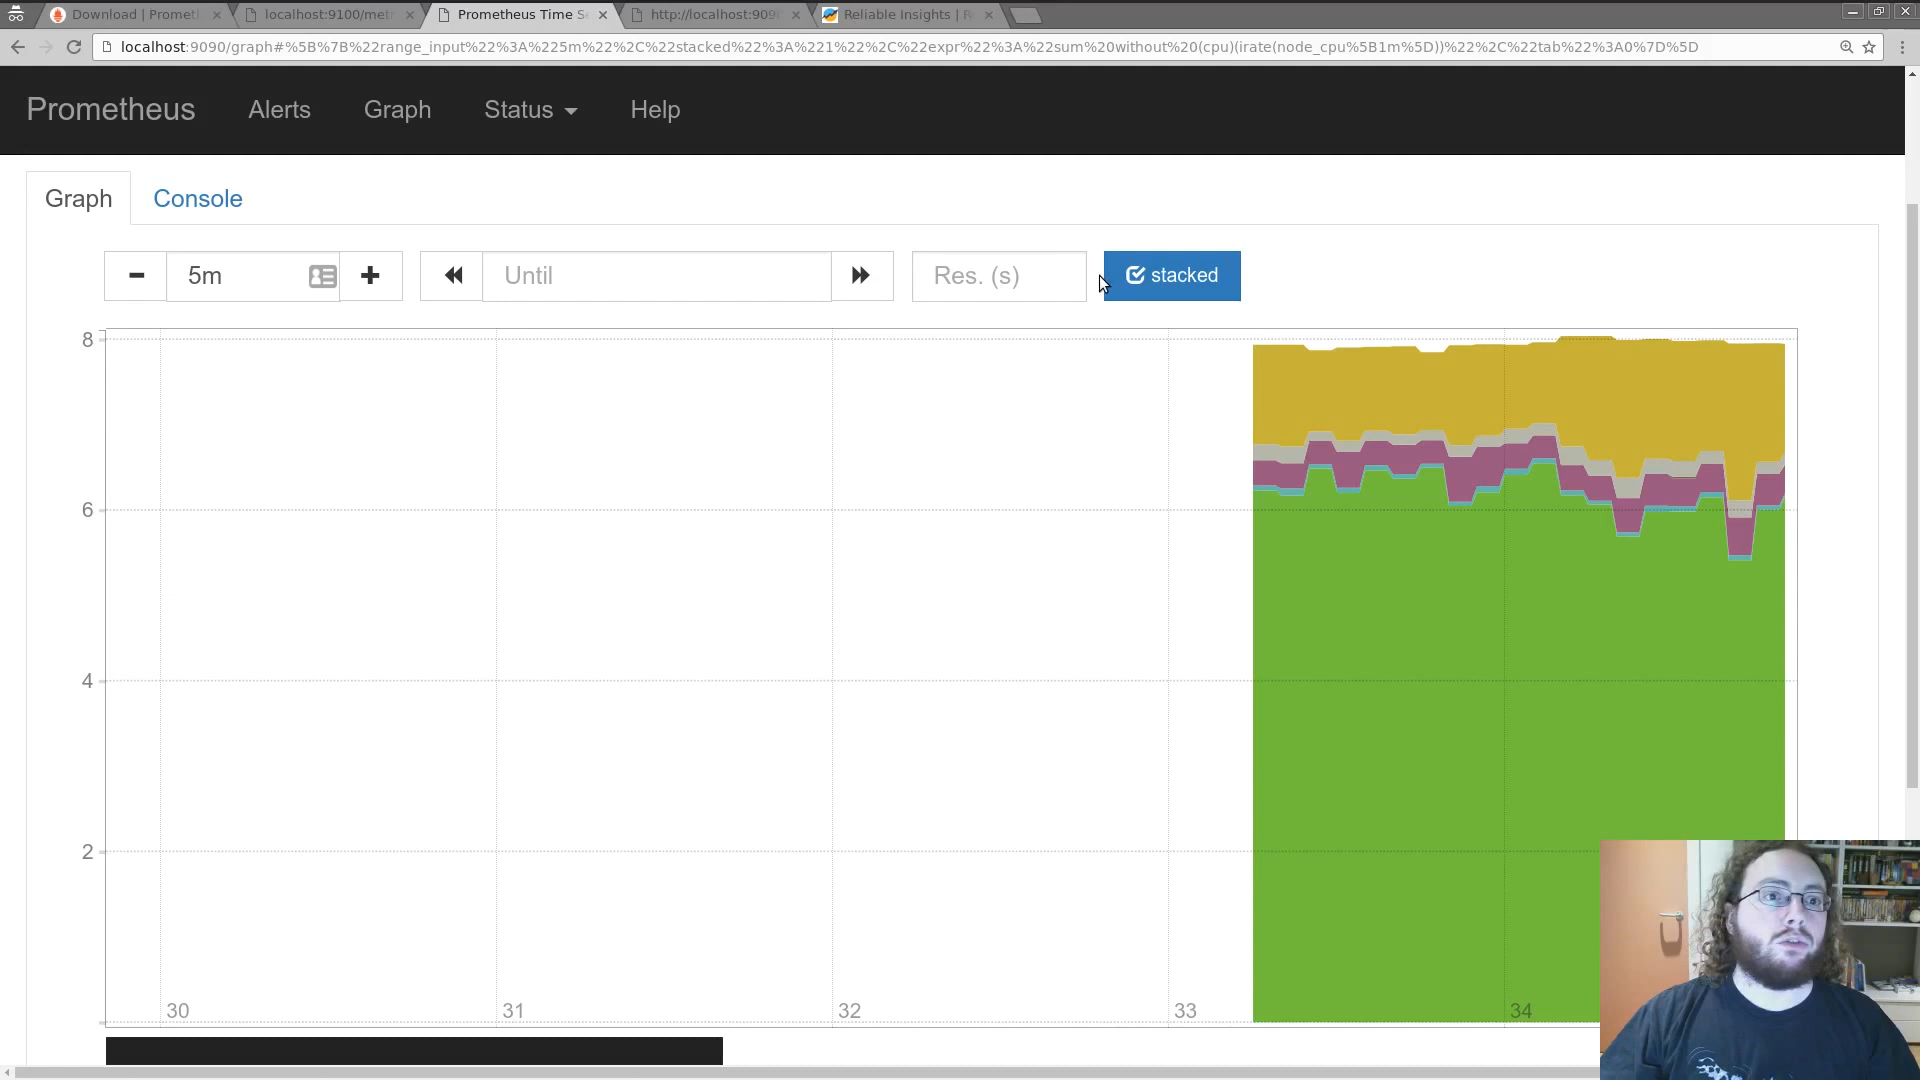 Download | Promet
localhost:9100/met
Prometheus Time S
http://localhost:909
Reliable Insights | R
localhost:9090/graph#%5B%7B%22range_input%22%3A%225m%22%2C%22stacked%22%3A%221%22%2C%22expr%22%3A%22sum%20without%20(cpu)(irate(node_cpu%5B1m%5D))%22%2C%22tab%22%3A0%7D%5D
Prometheus Alerts Graph Status Help
Graph Console
5m Until Res. (s) stacked
8
6
4
2
30 31 32 33 34